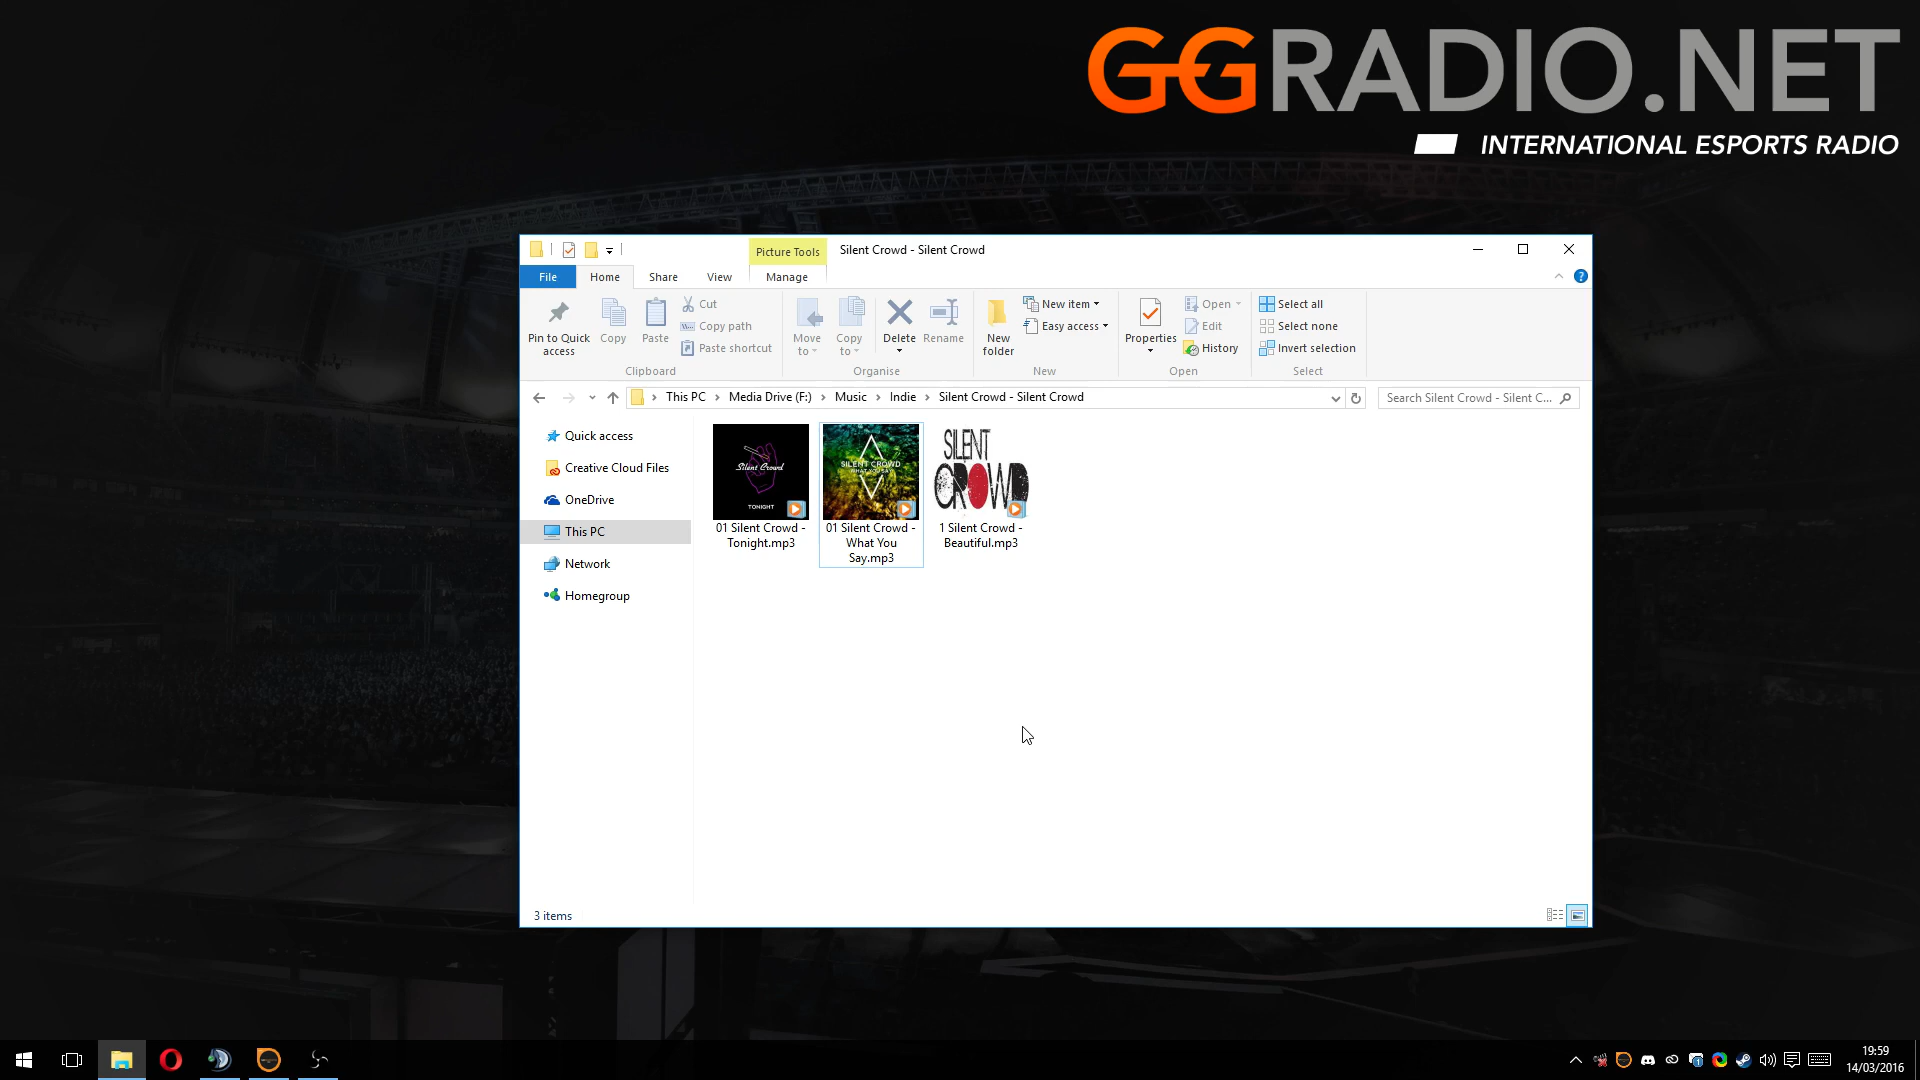 GGRADIO.NET
INTERNATIONAL ESPORTS RADIO
Picture Tools
Silent Crowd - Silent Crowd
File
Home
Share
View
Manage
Pin to Quick
access
Copy
Paste
Cut
Copy path
Paste shortcut
Clipboard
Move
to
Copy
to
Delete
Rename
Organise
New
folder
New item
Easy access
New
Properties
Open
Edit
History
Open
Select all
Select none
Invert selection
Select
This PC
Media Drive (F:)
Music
Indie
Silent Crowd - Silent Crowd
Search Silent Crowd - Silent C...
Quick access
Creative Cloud Files
OneDrive
This PC
Network
Homegroup
Silent Crowd
TONIGHT
01 Silent Crowd -
Tonight.mp3
SILENT CROWD
WHAT YOU SAY
01 Silent Crowd -
What You
Say.mp3
SILENT
CROWD
1 Silent Crowd -
Beautiful.mp3
3 items
19:59
14/03/2016